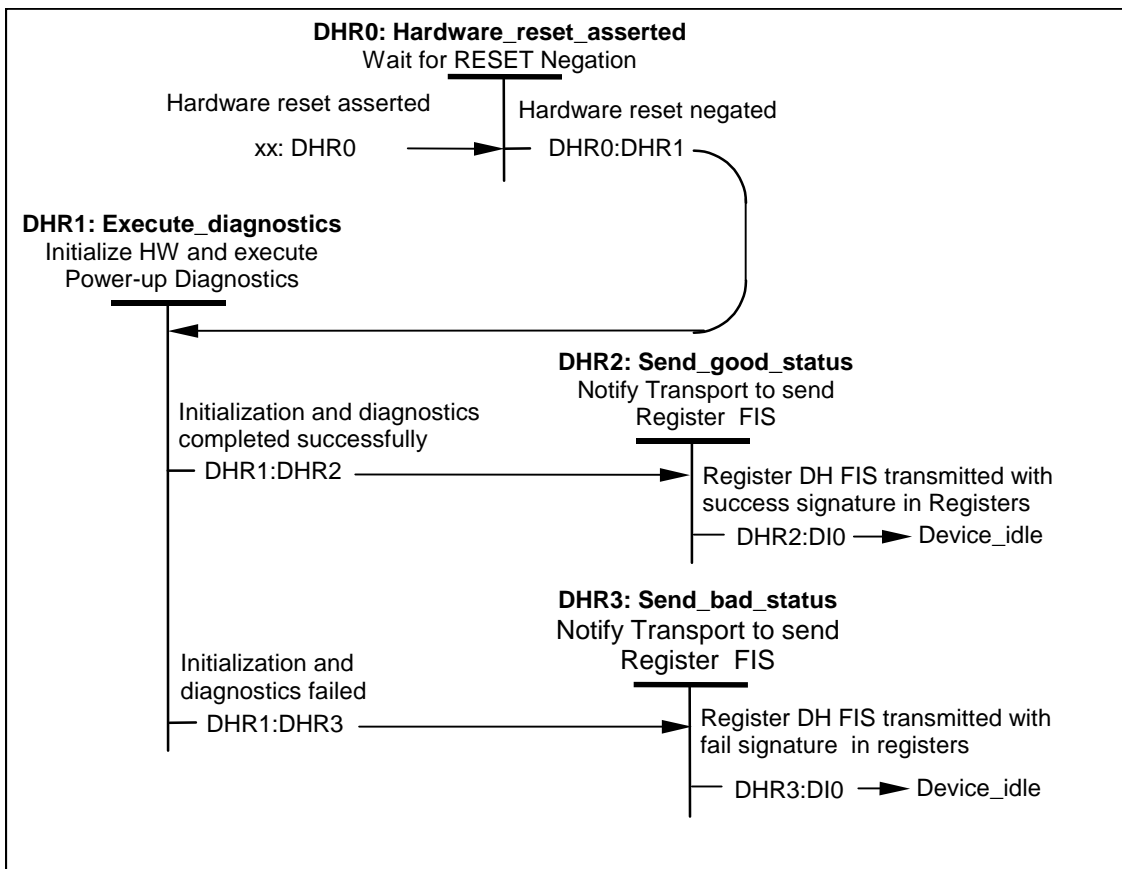 DHR0: Hardware_reset_asserted
Wait for RESET Negation
Hardware reset asserted
Hardware reset negated
xx: DHR0
DHR0:DHR1
DHR1: Execute_diagnostics
Initialize HW and execute
Power-up Diagnostics
DHR2: Send_good_status
Notify Transport to send
Register FIS
Initialization and diagnostics
completed successfully
DHR1:DHR2
Register DH FIS transmitted with
success signature in Registers
DHR2:DI0
Device_idle
DHR3: Send_bad_status
Notify Transport to send
Register FIS
Initialization and
diagnostics failed
DHR1:DHR3
Register DH FIS transmitted with
fail signature in registers
DHR3:DI0
Device_idle